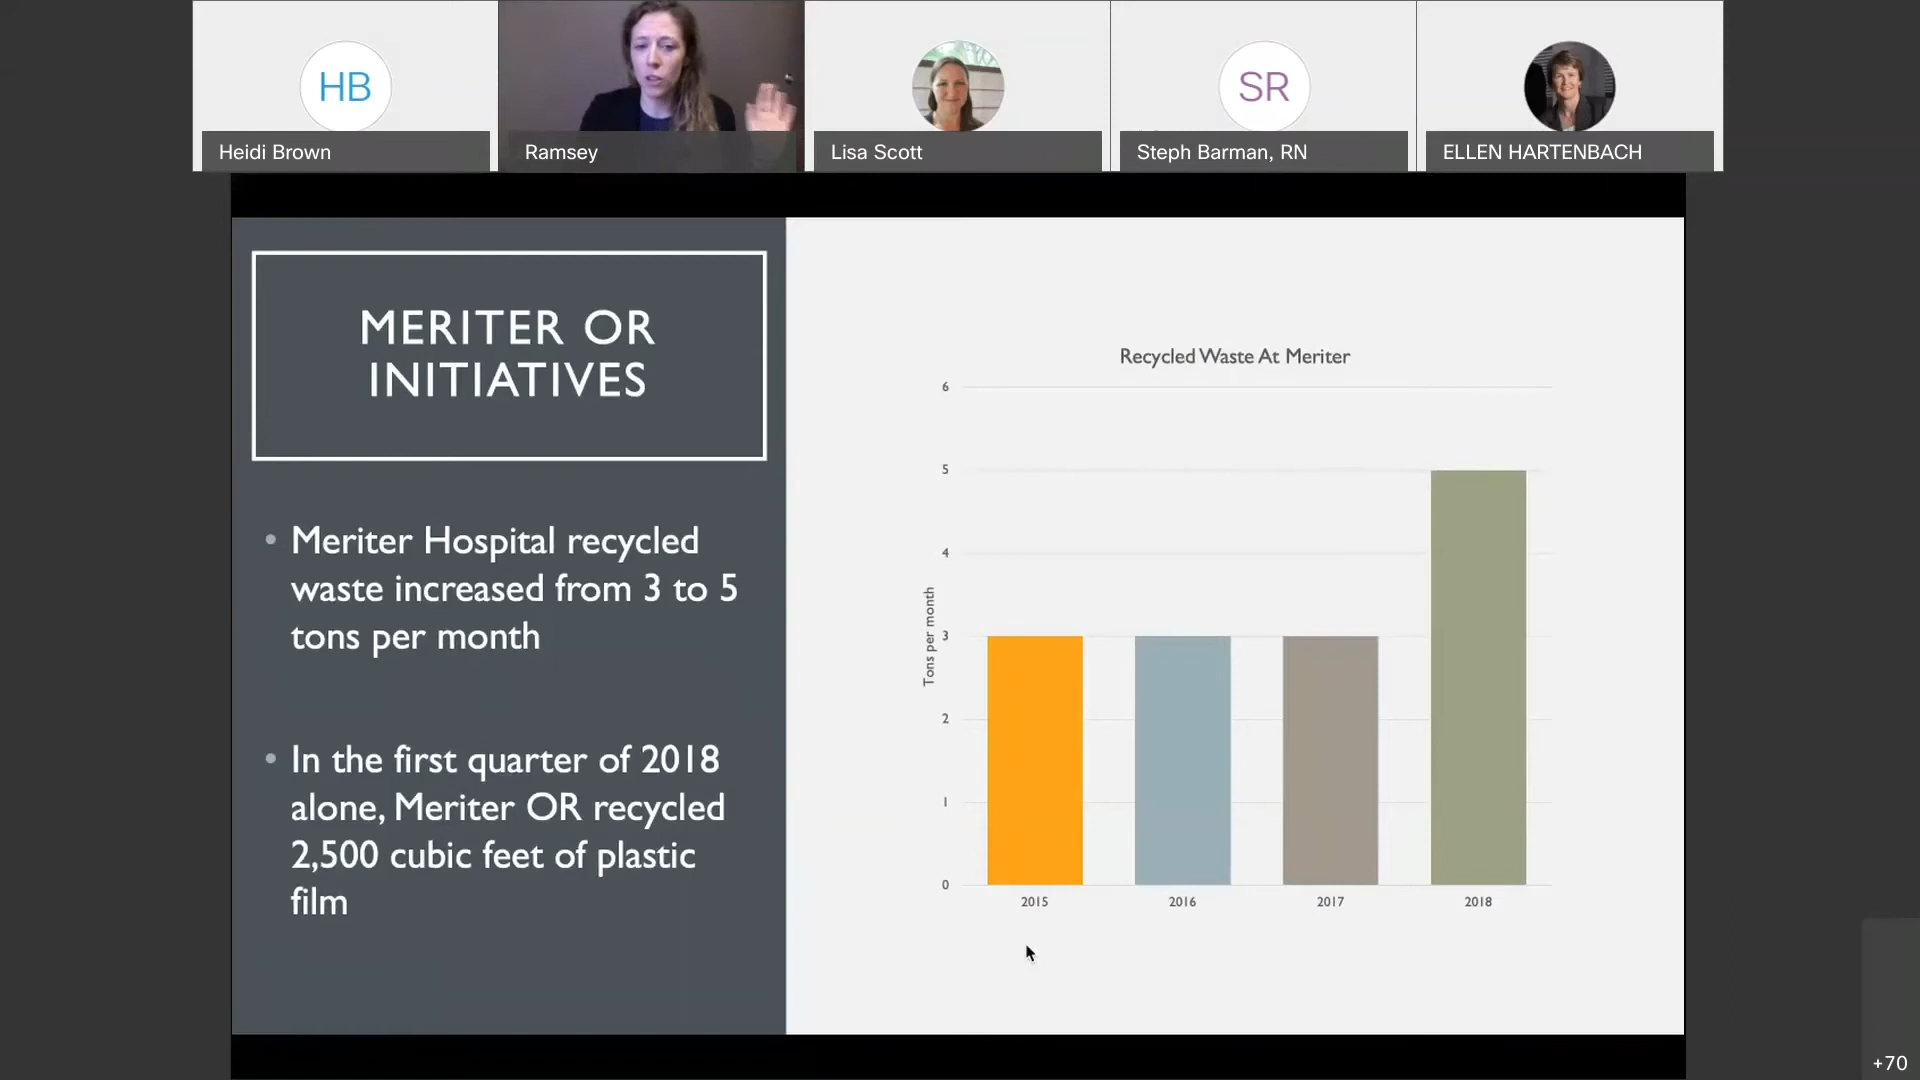 HB
SR
Heidi Brown
Ramsey
Lisa Scott
Steph Barman, RN
ELLEN HARTENBACH
MERITER OR
INITIATIVES
• Meriter Hospital recycled
waste increased from 3 to 5
tons per month
• In the first quarter of 2018
alone, Meriter OR recycled
2,500 cubic feet of plastic
film
Recycled Waste At Meriter
Tons per month
6
5
4
3
2
1
0
2015
2016
2017
2018
+70